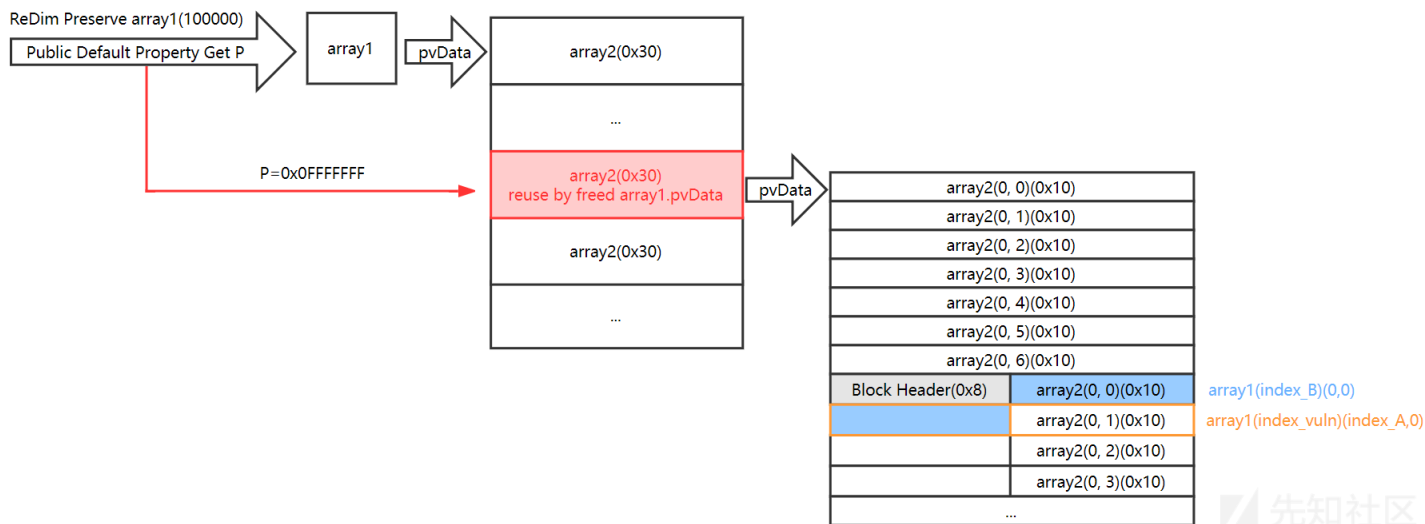 ReDim Preserve array1(100000)
Public Default Property Get P
array1
pvData
array2(0x30)
...
P=0x0FFFFFFF
array2(0x30)
reuse by freed array1.pvData
pvData
array2(0x30)
...
array2(0, 0)(0x10)
array2(0, 1)(0x10)
array2(0, 2)(0x10)
array2(0, 3)(0x10)
array2(0, 4)(0x10)
array2(0, 5)(0x10)
array2(0, 6)(0x10)
Block Header(0x8) array2(0, 0)(0x10) array1(index_B)(0,0)
array2(0, 1)(0x10) array1(index_vuln)(index_A,0)
array2(0, 2)(0x10)
array2(0, 3)(0x10)
...
先知社区